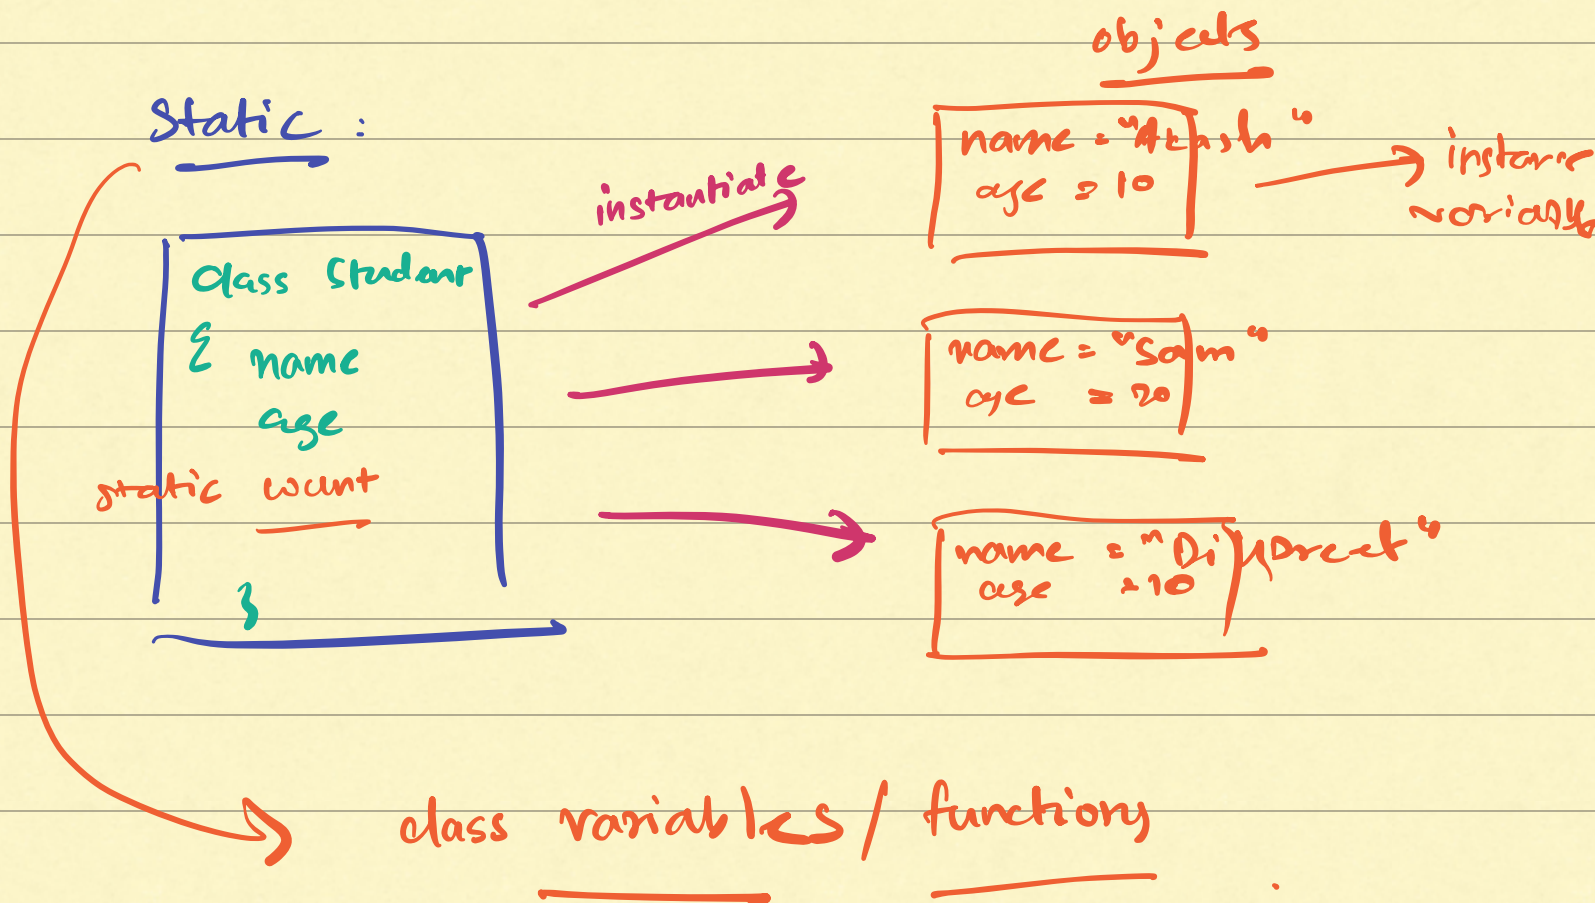 objects
Static :
name = "Akash"
age = 10
instance
variable
instantiate
class Student
{ name
age
static count
}
name = "Sam"
age = 20
name =
age = 10
class variables / functions